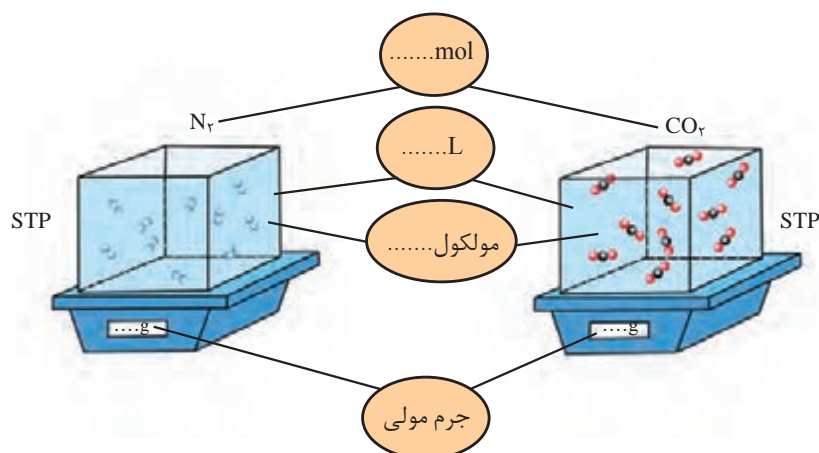 .......mol
N۲
CO۲
.......L
STP
STP
مولکول.......
....g
....g
جرم مولی